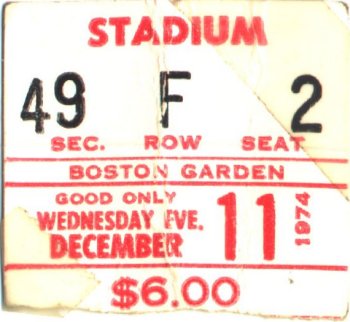 STADIUM
49 F 2
SEC. ROW SEAT
BOSTON GARDEN
GOOD ONLY
WEDNESDAY EVE.
DECEMBER 11 1974
$6.00